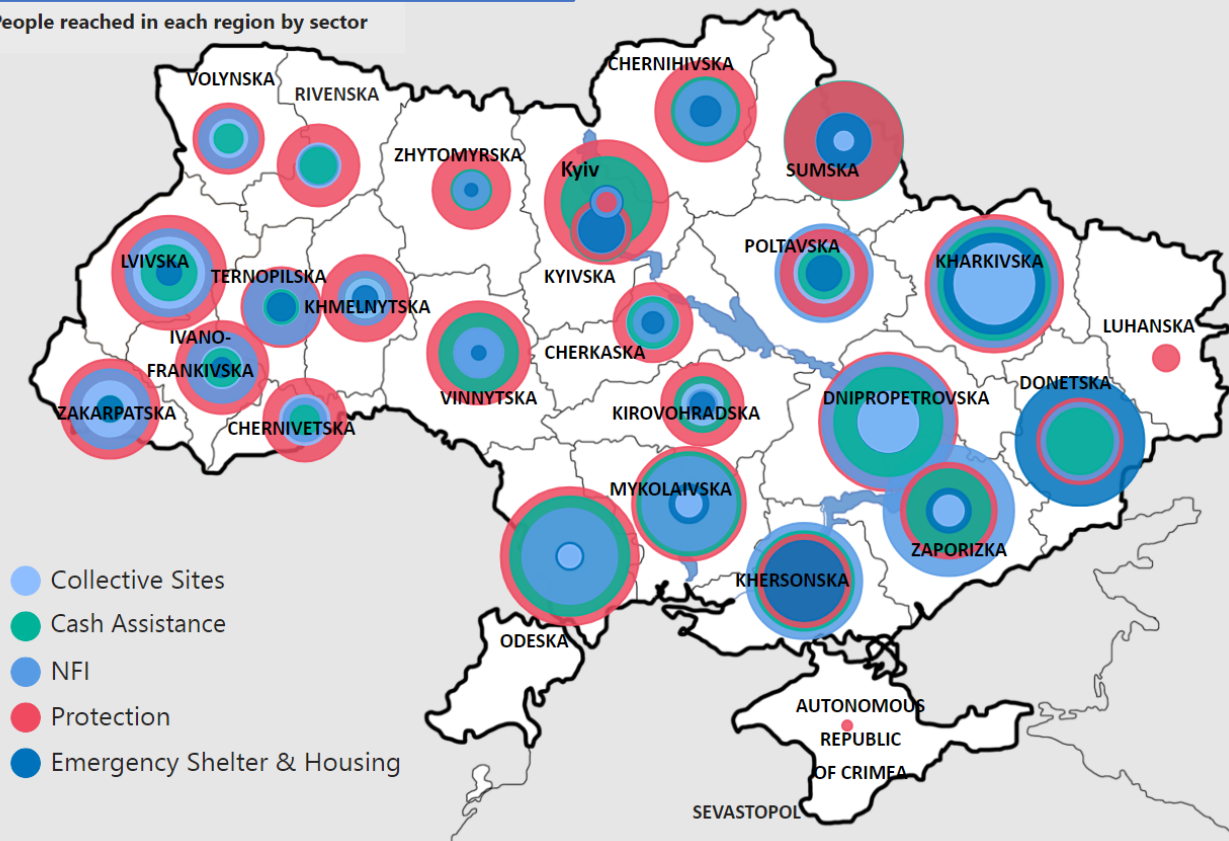 People reached in each region by sector
VOLYNSKA
RIVENSKA
CHERNIHIVSKA
ZHYTOMYRSKA
Kyiv
SUMSKA
LVIVSKA
TERNOPILSKA
KHMELNYTSKA
KYIVSKA
POLTAVSKA
KHARKIVSKA
LUHANSKA
IVANO-
FRANKIVSKA
CHERKASKA
VINNYTSKA
DONETSKA
DNIPROPETROVSKA
ZAKARPATSKA
CHERNIVETSKA
KIROVOHRADSKA
MYKOLAIVSKA
ZAPORIZKA
KHERSONSKA
ODESKA
AUTONOMOUS
REPUBLIC
OF CRIMEA
SEVASTOPOL
Collective Sites
Cash Assistance
NFI
Protection
Emergency Shelter & Housing